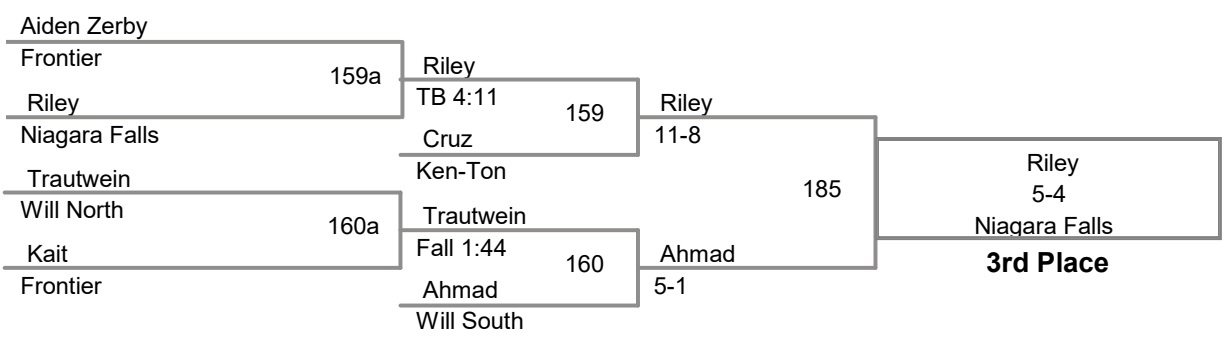 Aiden Zerby
Frontier
159a
Riley
Niagara Falls
Trautwein
Will North
160a
Kait
Frontier
Riley
TB 4:11
159
Cruz
Ken-Ton
Trautwein
Fall 1:44
160
Ahmad
Will South
Riley
11-8
185
Ahmad
5-1
Riley
5-4
Niagara Falls
3rd Place